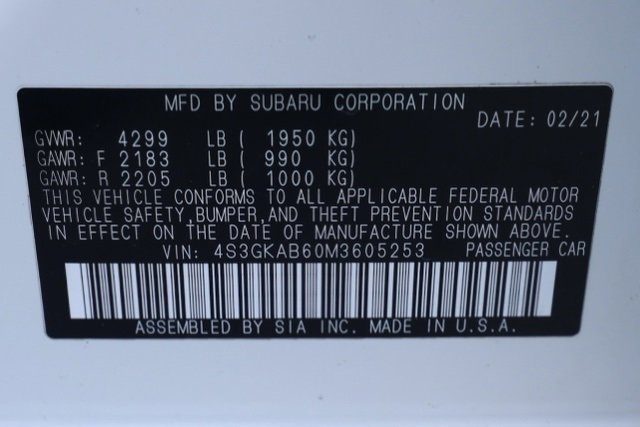 MFD BY SUBARU CORPORATION
DATE: 02/21
GVWR: 4299 LB ( 1950 KG)
GAWR: F 2183 LB ( 990 KG)
GAWR: R 2205 LB ( 1000 KG)
THIS VEHICLE CONFORMS TO ALL APPLICABLE FEDERAL MOTOR
VEHICLE SAFETY,BUMPER,AND THEFT PREVENTION STANDARDS
IN EFFECT ON THE DATE OF MANUFACTURE SHOWN ABOVE.
VIN: 4S3GKAB60M3605253 PASSENGER CAR
ASSEMBLED BY SIA INC. MADE IN U.S.A.